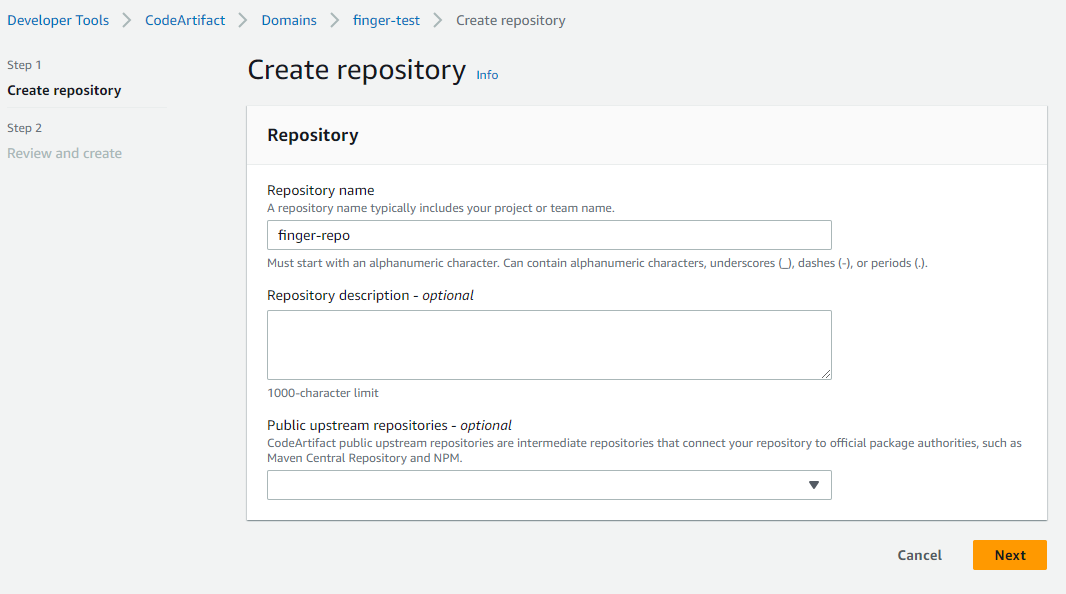 Developer Tools > CodeArtifact > Domains > finger-test > Create repository
Step 1
Create repository
Step 2
Review and create
Create repository Info
Repository
Repository name
A repository name typically includes your project or team name.
finger-repo
Must start with an alphanumeric character. Can contain alphanumeric characters, underscores (_), dashes (-), or periods (.).
Repository description - optional
1000-character limit
Public upstream repositories - optional
CodeArtifact public upstream repositories are intermediate repositories that connect your repository to official package authorities, such as
Maven Central Repository and NPM.
Cancel
Next